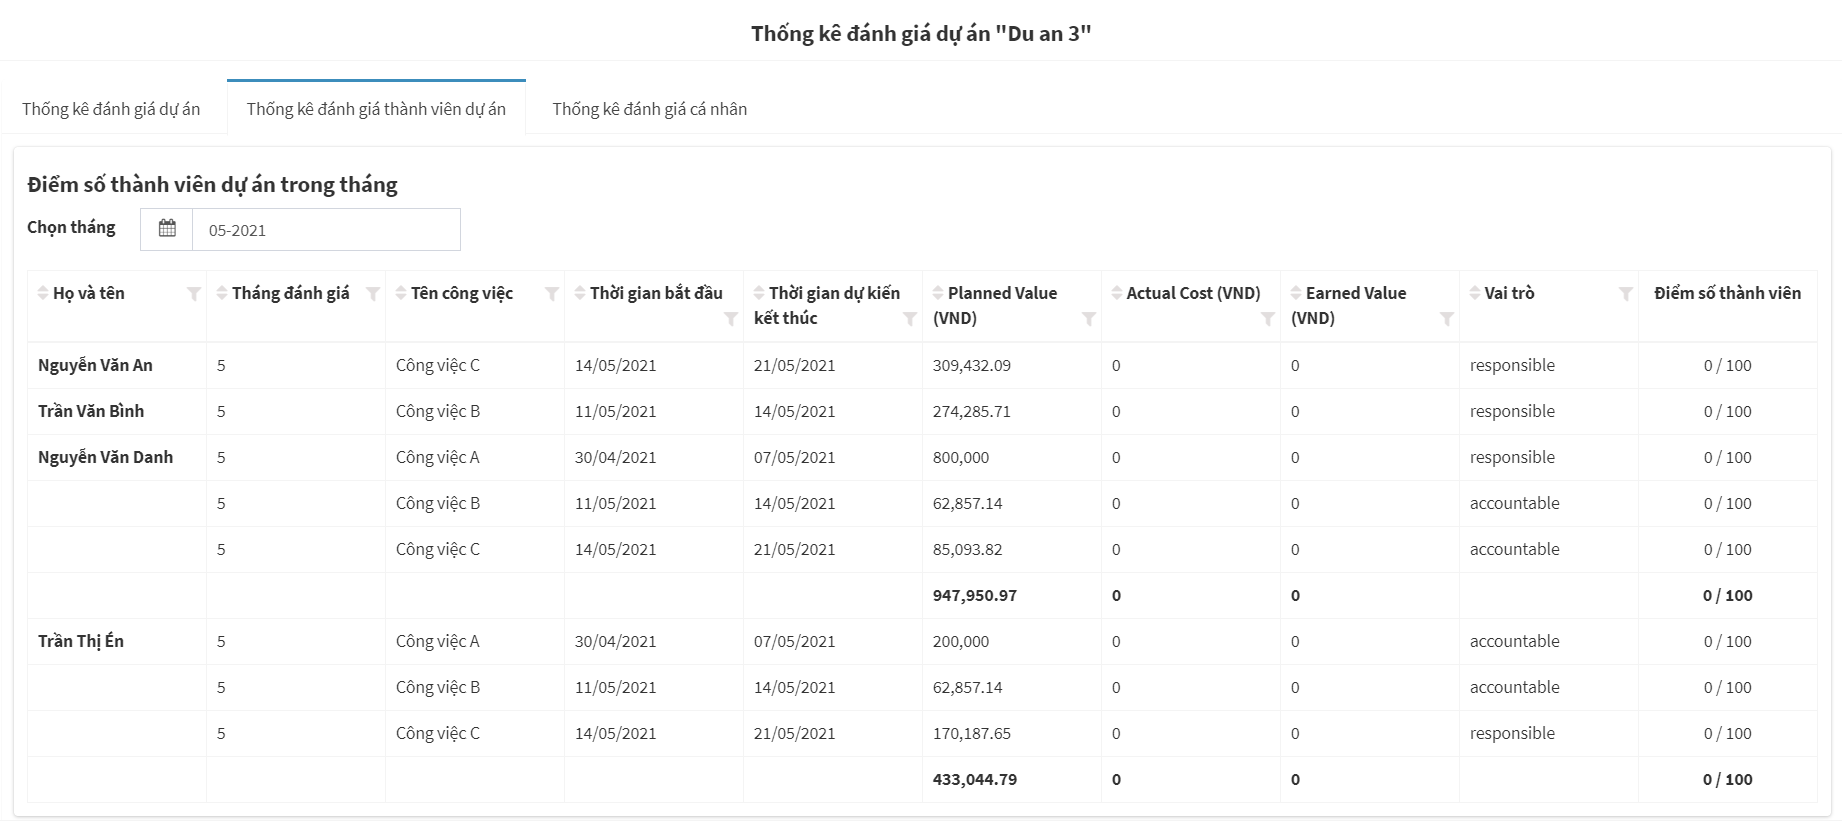 Thống kê đánh giá dự án "Du an 3"
Thống kê đánh giá dự án Thống kê đánh giá thành viên dự án Thống kê đánh giá cá nhân
Điểm số thành viên dự án trong tháng
Chọn tháng 05-2021
Họ và tên Tháng đánh giá Tên công việc Thời gian bắt đầu Thời gian dự kiến Planned Value Actual Cost (VND) Earned Value Vai trò Điểm số thành viên
kết thúc (VND) (VND)
Nguyễn Văn An 5 Công việc C 14/05/2021 21/05/2021 309,432.09 0 0 responsible 0 / 100
Trần Văn Bình 5 Công việc B 11/05/2021 14/05/2021 274,285.71 0 0 responsible 0 / 100
Nguyễn Văn Danh 5 Công việc A 30/04/2021 07/05/2021 800,000 0 0 responsible 0 / 100
5 Công việc B 11/05/2021 14/05/2021 62,857.14 0 0 accountable 0 / 100
5 Công việc C 14/05/2021 21/05/2021 85,093.82 0 0 accountable 0 / 100
947,950.97 0 0 0 / 100
Trần Thị Én 5 Công việc A 30/04/2021 07/05/2021 200,000 0 0 accountable 0 / 100
5 Công việc B 11/05/2021 14/05/2021 62,857.14 0 0 accountable 0 / 100
5 Công việc C 14/05/2021 21/05/2021 170,187.65 0 0 responsible 0 / 100
433,044.79 0 0 0 / 100